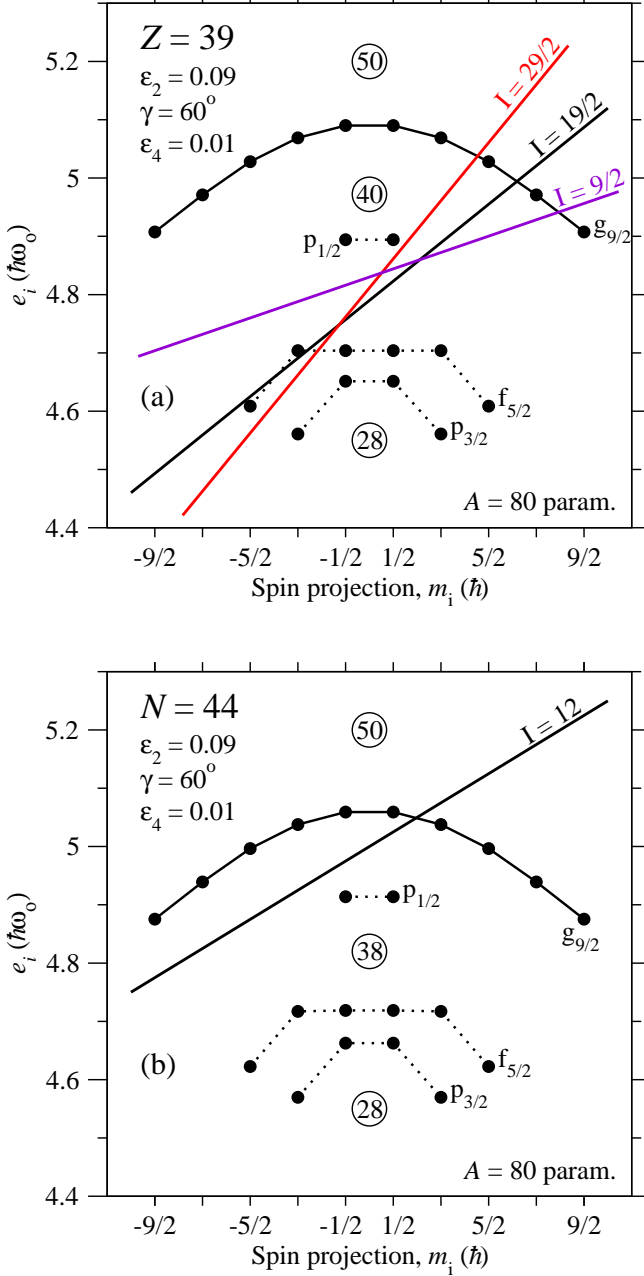 Z = 39
ε₂ = 0.09
γ = 60°
ε₄ = 0.01
50
40
28
I = 29/2
I = 19/2
I = 9/2
p₁/₂
g₉/₂
f₅/₂
p₃/₂
(a)
A = 80 param.
5.2
5
4.8
4.6
4.4
eᵢ (ħω₀)
-9/2 -5/2 -1/2 1/2 5/2 9/2
Spin projection, mᵢ (ħ)
N = 44
ε₂ = 0.09
γ = 60°
ε₄ = 0.01
50
I = 12
p₁/₂
38
g₉/₂
f₅/₂
p₃/₂
28
(b)
A = 80 param.
5.2
5
4.8
4.6
4.4
eᵢ (ħω₀)
-9/2 -5/2 -1/2 1/2 5/2 9/2
Spin projection, mᵢ (ħ)